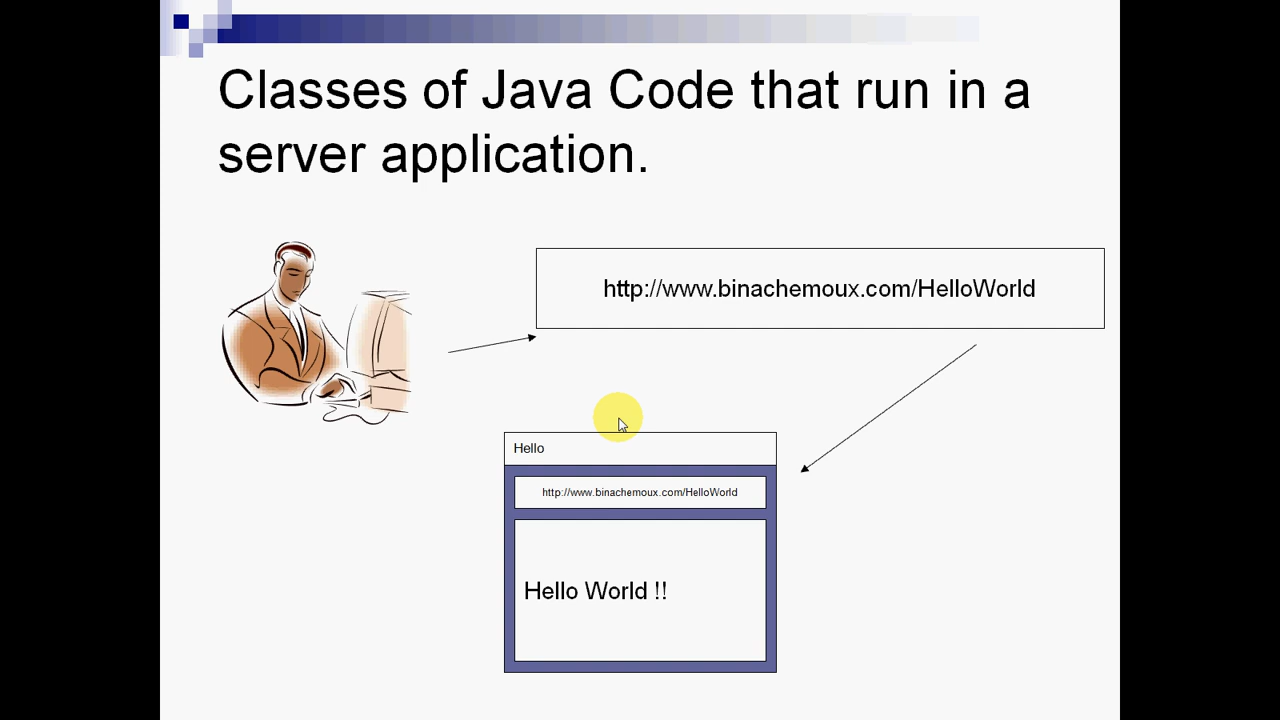 Classes of Java Code that run in a
server application.
http://www.binachemoux.com/HelloWorld
Hello
http://www.binachemoux.com/HelloWorld
Hello World !!